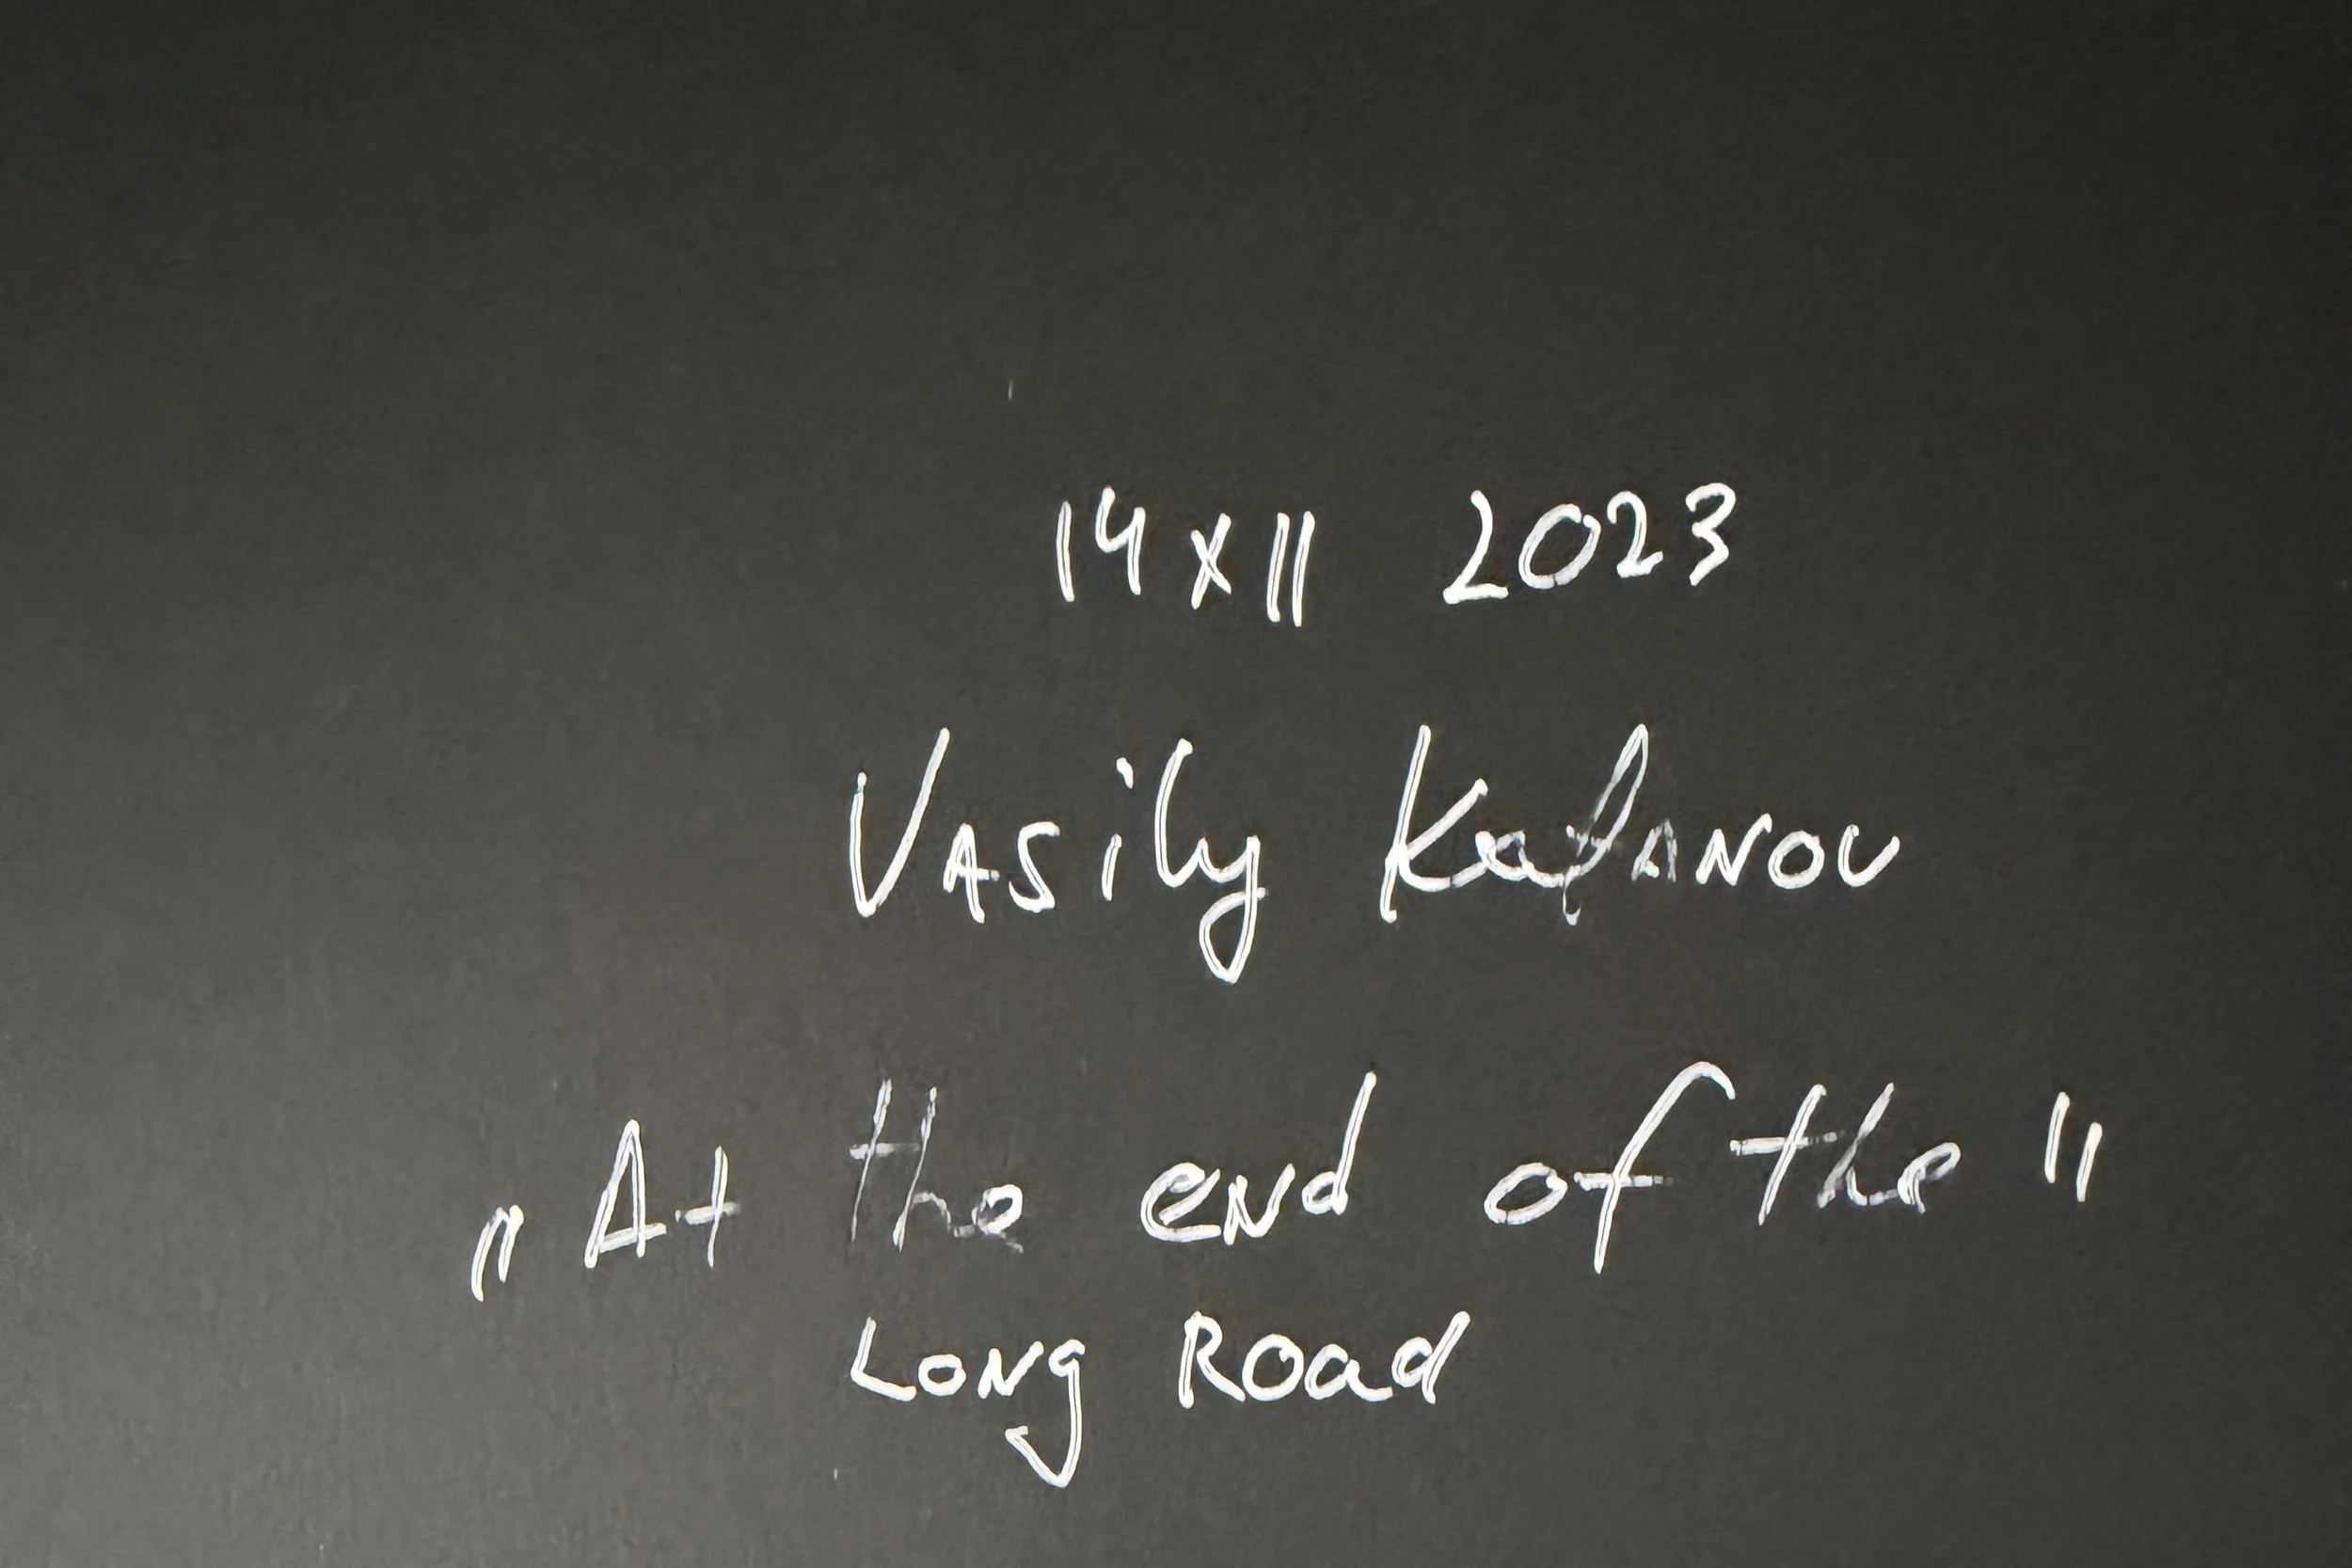 14 XII 2023
Vasily Kafanov
„At the end of the"
Long Road